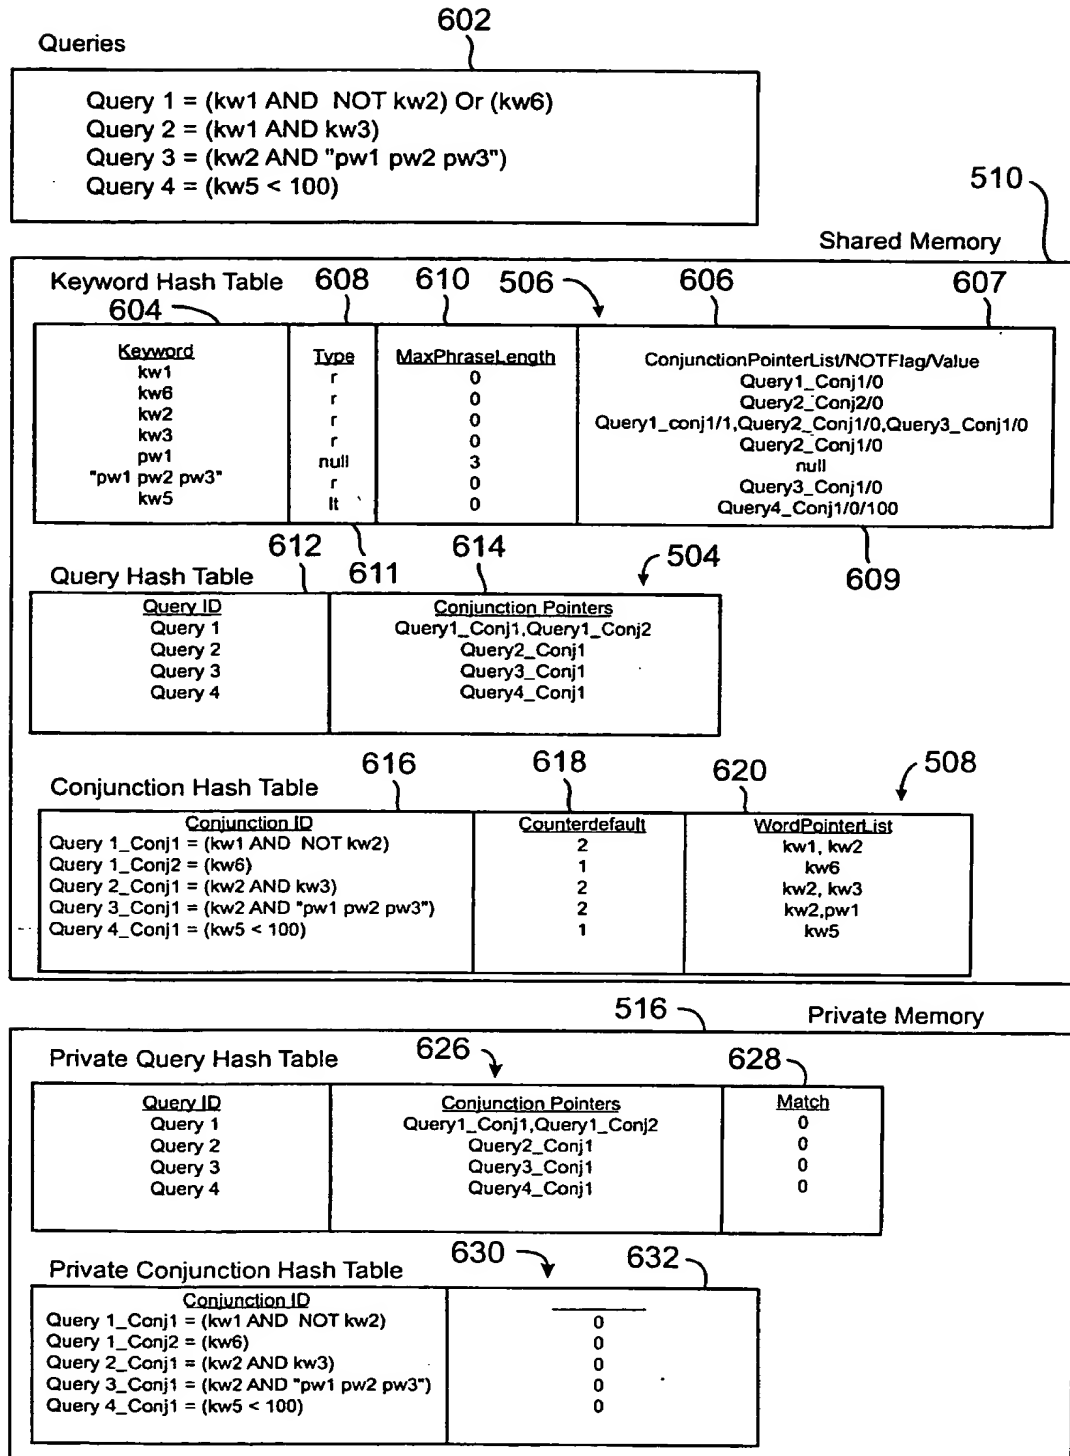 602
Queries
Query 1 = (kw1 AND NOT kw2) Or (kw6)
Query 2 = (kw1 AND kw3)
Query 3 = (kw2 AND "pw1 pw2 pw3")
Query 4 = (kw5 < 100)
510
Shared Memory
Keyword Hash Table 608 610 506 606 607
604
Keyword Type MaxPhraseLength ConjunctionPointerList/NOTFlag/Value
kw1 r 0 Query1_Conj1/0
kw6 r 0 Query2_Conj2/0
kw2 r 0 Query1_conj1/1,Query2_Conj1/0,Query3_Conj1/0
kw3 r 0 Query2_Conj1/0
pw1 null 3 null
"pw1 pw2 pw3" r 0 Query3_Conj1/0
kw5 lt 0 Query4_Conj1/0/100
612 611 614 504 609
Query Hash Table
Query ID Conjunction Pointers
Query 1 Query1_Conj1,Query1_Conj2
Query 2 Query2_Conj1
Query 3 Query3_Conj1
Query 4 Query4_Conj1
616 618 620 508
Conjunction Hash Table
Conjunction ID Counterdefault WordPointerList
Query 1_Conj1 = (kw1 AND NOT kw2) 2 kw1, kw2
Query 1_Conj2 = (kw6) 1 kw6
Query 2_Conj1 = (kw2 AND kw3) 2 kw2, kw3
Query 3_Conj1 = (kw2 AND "pw1 pw2 pw3") 2 kw2,pw1
Query 4_Conj1 = (kw5 < 100) 1 kw5
516 Private Memory
Private Query Hash Table 626 628
Query ID Conjunction Pointers Match
Query 1 Query1_Conj1,Query1_Conj2 0
Query 2 Query2_Conj1 0
Query 3 Query3_Conj1 0
Query 4 Query4_Conj1 0
630 632
Private Conjunction Hash Table
Conjunction ID
Query 1_Conj1 = (kw1 AND NOT kw2) 0
Query 1_Conj2 = (kw6) 0
Query 2_Conj1 = (kw2 AND kw3) 0
Query 3_Conj1 = (kw2 AND "pw1 pw2 pw3") 0
Query 4_Conj1 = (kw5 < 100) 0